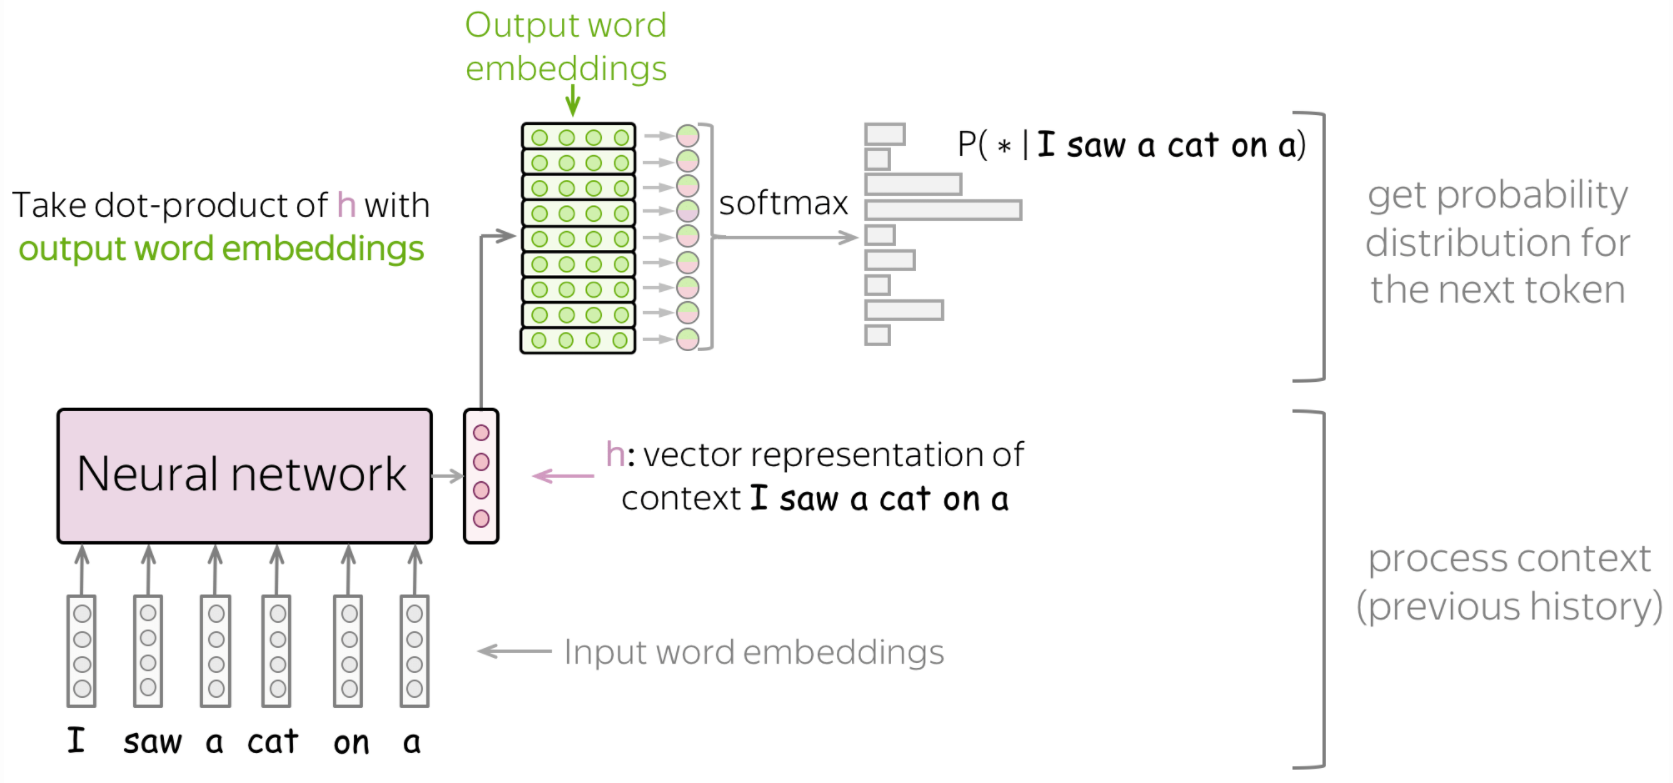 Output word
embeddings
P( * | I saw a cat on a)
Take dot-product of h with
output word embeddings
softmax
get probability
distribution for
the next token
Neural network
h: vector representation of
context I saw a cat on a
process context
(previous history)
Input word embeddings
I saw a cat on a